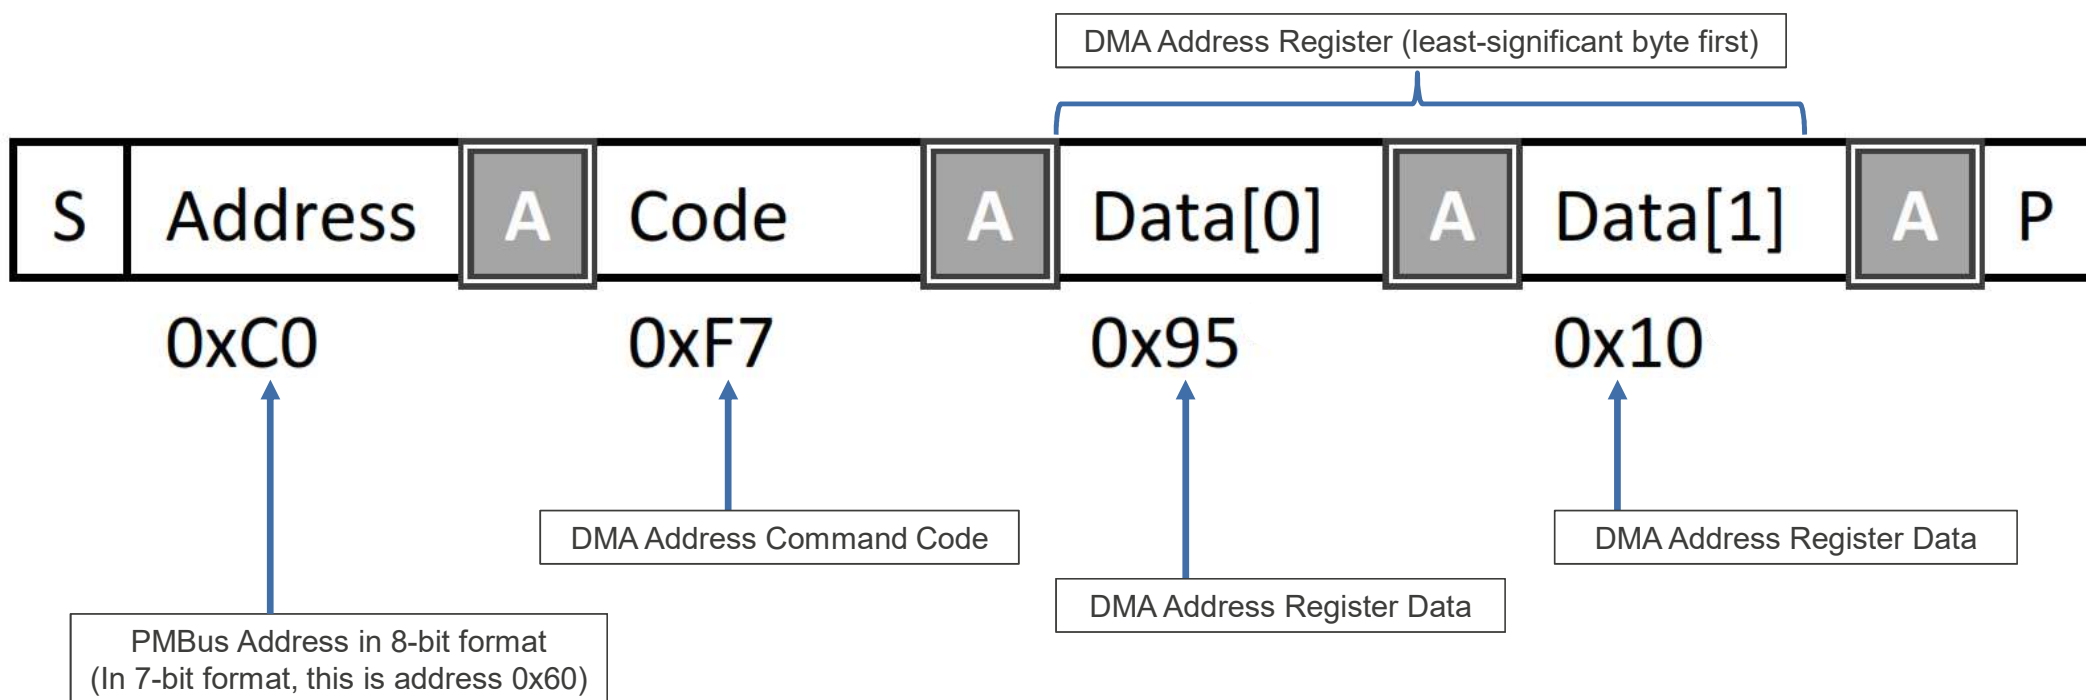 DMA Address Register (least-significant byte first)
S Address A Code A Data[0] A Data[1] A P
0xC0 0xF7 0x95 0x10
DMA Address Command Code
DMA Address Register Data
DMA Address Register Data
PMBus Address in 8-bit format
(In 7-bit format, this is address 0x60)